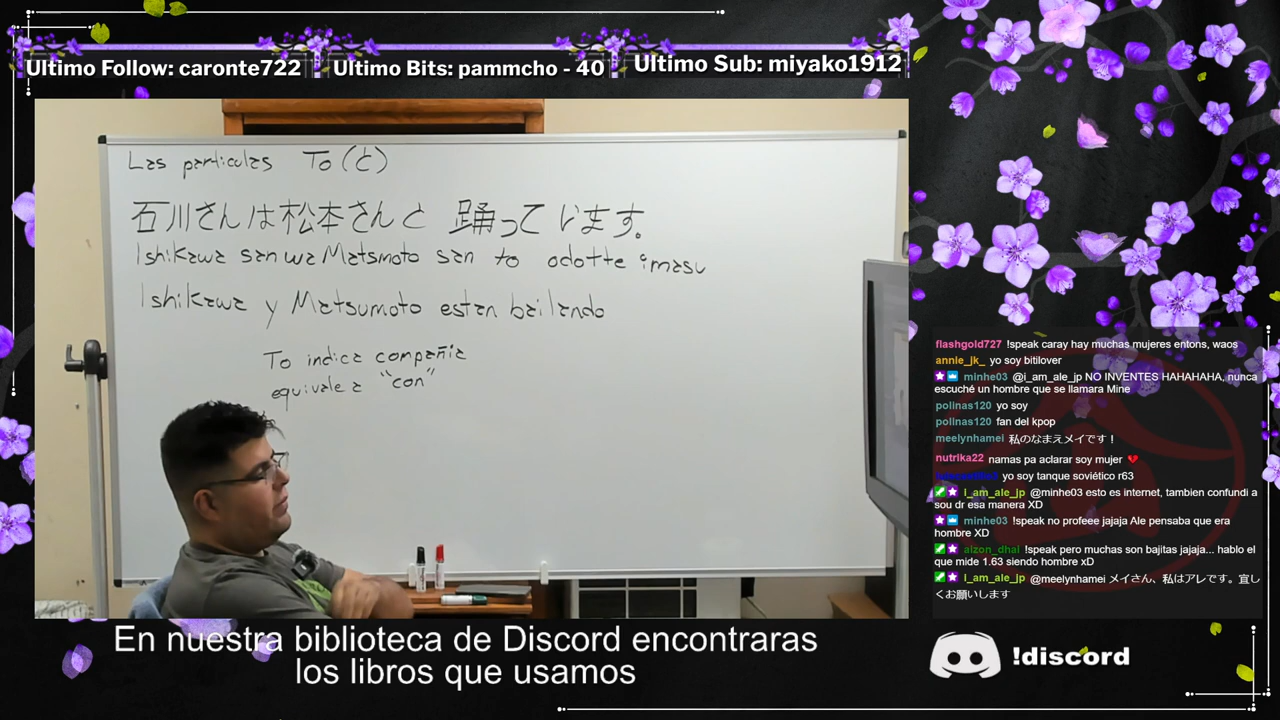 Ultimo Follow: caronte722
Ultimo Bits: pammcho - 40
Ultimo Sub: miyako1912
Las particulas To (と)
石川さんは松本さんと 踊っています。
Ishikawa san wa Matsmoto san to odotte imasu
Ishikawa y Matsumoto estan bailando
To indica compañia
equivale a "con"
flashgold727 !speak caray hay muchas mujeres entons, waos
annie_jk_ yo soy bitilover
minhe03 @i_am_ale_jp NO INVENTES HAHAHAHA, nunca
escuché un hombre que se llamara Mine
polinas120 yo soy
polinas120 fan del kpop
meelynhamei 私のなまえメイです！
nutrika22 namas pa aclarar soy mujer
yo soy tanque soviético r63
I_am_ale_jp @minhe03 esto es internet, tambien confundi a
sou dr esa manera XD
minhe03 !speak no profeee jajaja Ale pensaba que era
hombre XD
aizon_dhal !speak pero muchas son bajitas jajaja... hablo el
que mide 1.63 siendo hombre xD
I_am_ale_jp @meelynhamei メイさん、私はアレです。宜し
くお願いします
En nuestra biblioteca de Discord encontraras
los libros que usamos
!discord